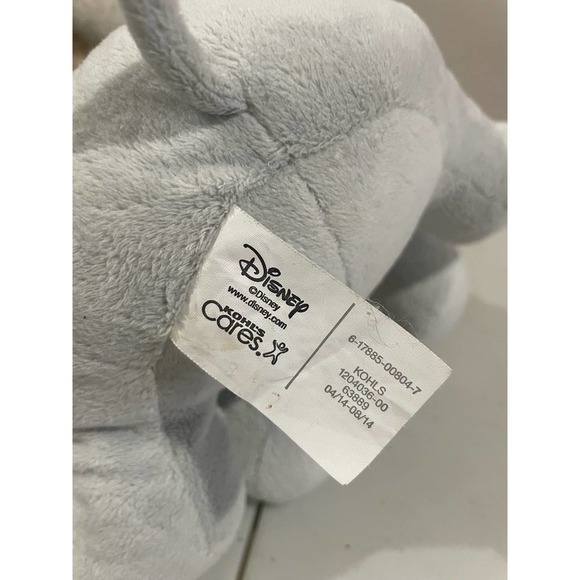 Disney
©Disney
www.disney.com
KOHL'S
Cares.
6-17885-00804-7
KOHLS
1204036-00
63889
04/14-08/14